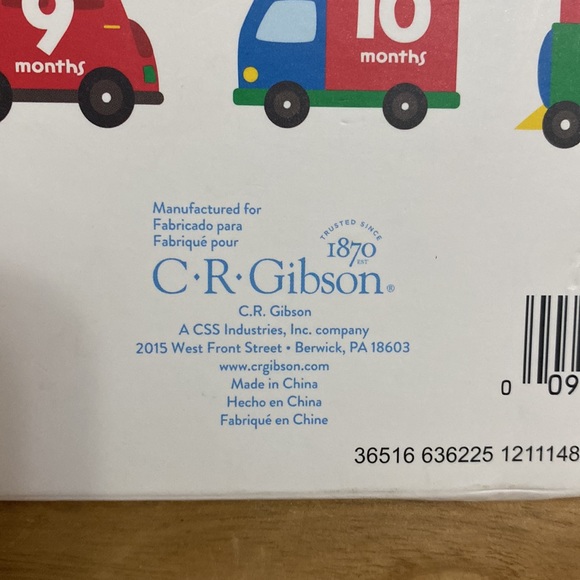 9
months
10
months
Manufactured for
Fabricado para
Fabriqué pour
TRUSTED SINCE
1870
EST
C·R·Gibson®
C.R. Gibson
A CSS Industries, Inc. company
2015 West Front Street • Berwick, PA 18603
www.crgibson.com
Made in China
Hecho en China
Fabriqué en Chine
0 09
36516 636225 1211148